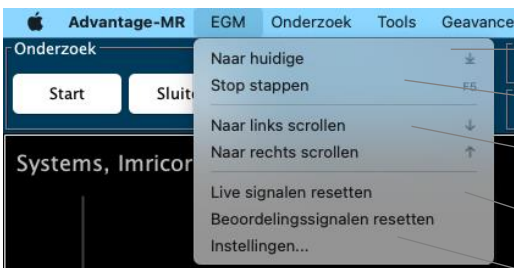 Advantage-MR EGM Onderzoek Tools Geavance
Onderzoek
Start Sluit
Naar huidige
Stop stappen F5
Naar links scrollen ↓
Naar rechts scrollen ↑
Live signalen resetten
Beoordelingssignalen resetten
Instellingen...
Systems, Imricor